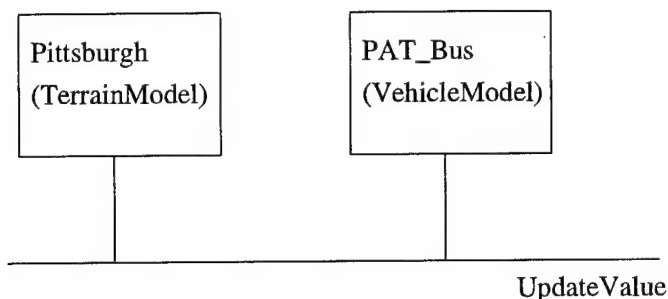 Pittsburgh
(TerrainModel)
PAT_Bus
(VehicleModel)
UpdateValue